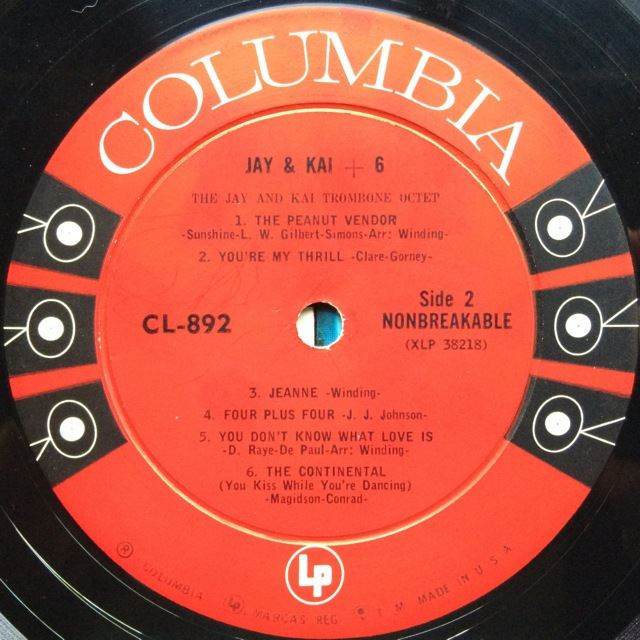 COLUMBIA
JAY & KAI + 6
THE JAY AND KAI TROMBONE OCTET
1. THE PEANUT VENDOR
-Sunshine-L. W. Gilbert-Simons-Arr: Winding-
2. YOU'RE MY THRILL -Clare-Gorney-
CL-892
Side 2
NONBREAKABLE
(XLP 38218)
3. JEANNE -Winding-
4. FOUR PLUS FOUR -J. J. Johnson-
5. YOU DON'T KNOW WHAT LOVE IS
-D. Raye-De Paul-Arr: Winding-
6. THE CONTINENTAL
(You Kiss While You're Dancing)
-Magidson-Conrad-
LP
® COLUMBIA LP MARCAS REG T M MADE IN U.S.A